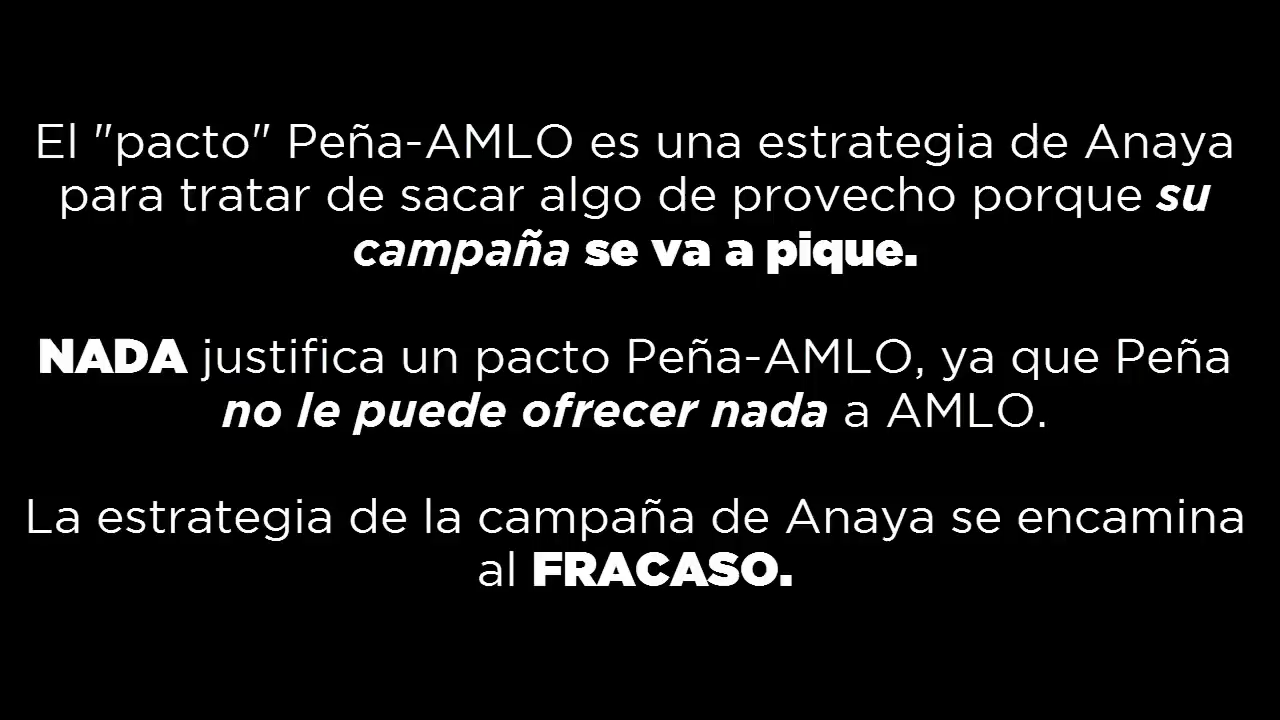 El "pacto" Peña-AMLO es una estrategia de Anaya
para tratar de sacar algo de provecho porque su
campaña se va a pique.
NADA justifica un pacto Peña-AMLO, ya que Peña
no le puede ofrecer nada a AMLO.
La estrategia de la campaña de Anaya se encamina
al FRACASO.